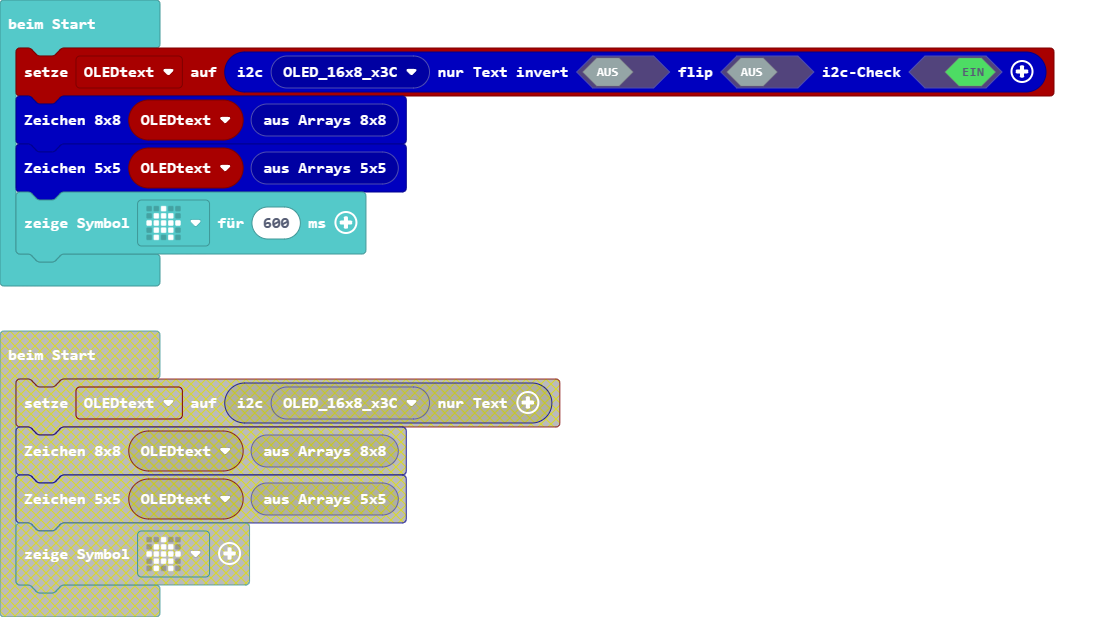 beim Start
setze OLEDtext auf i2c OLED_16x8_x3C nur Text invert AUS flip AUS i2c-Check EIN
Zeichen 8x8 OLEDtext aus Arrays 8x8
Zeichen 5x5 OLEDtext aus Arrays 5x5
zeige Symbol für 600 ms
beim Start
setze OLEDtext auf i2c OLED_16x8_x3C nur Text
Zeichen 8x8 OLEDtext aus Arrays 8x8
Zeichen 5x5 OLEDtext aus Arrays 5x5
zeige Symbol